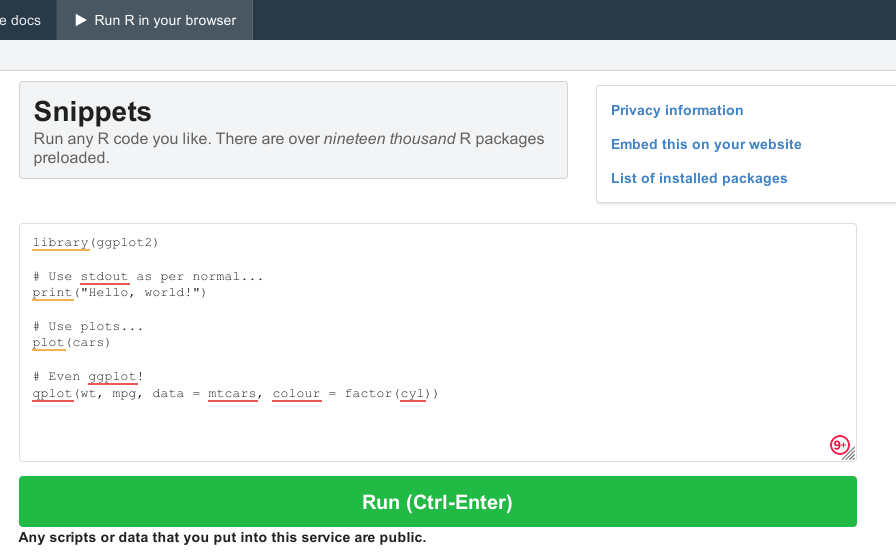 e docs
Run R in your browser
Snippets
Run any R code you like. There are over nineteen thousand R packages
preloaded.
Privacy information
Embed this on your website
List of installed packages
library(ggplot2)
# Use stdout as per normal...
print("Hello, world!")
# Use plots...
plot(cars)
# Even ggplot!
qplot(wt, mpg, data = mtcars, colour = factor(cyl))
9+
Run (Ctrl-Enter)
Any scripts or data that you put into this service are public.